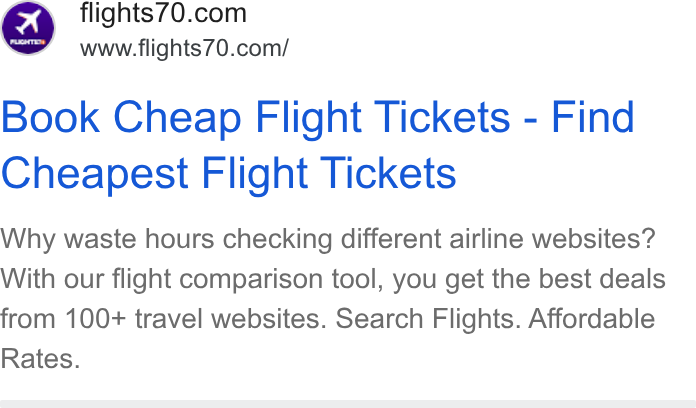 flights70.com
www.flights70.com/
Book Cheap Flight Tickets - Find
Cheapest Flight Tickets
Why waste hours checking different airline websites?
With our flight comparison tool, you get the best deals
from 100+ travel websites. Search Flights. Affordable
Rates.